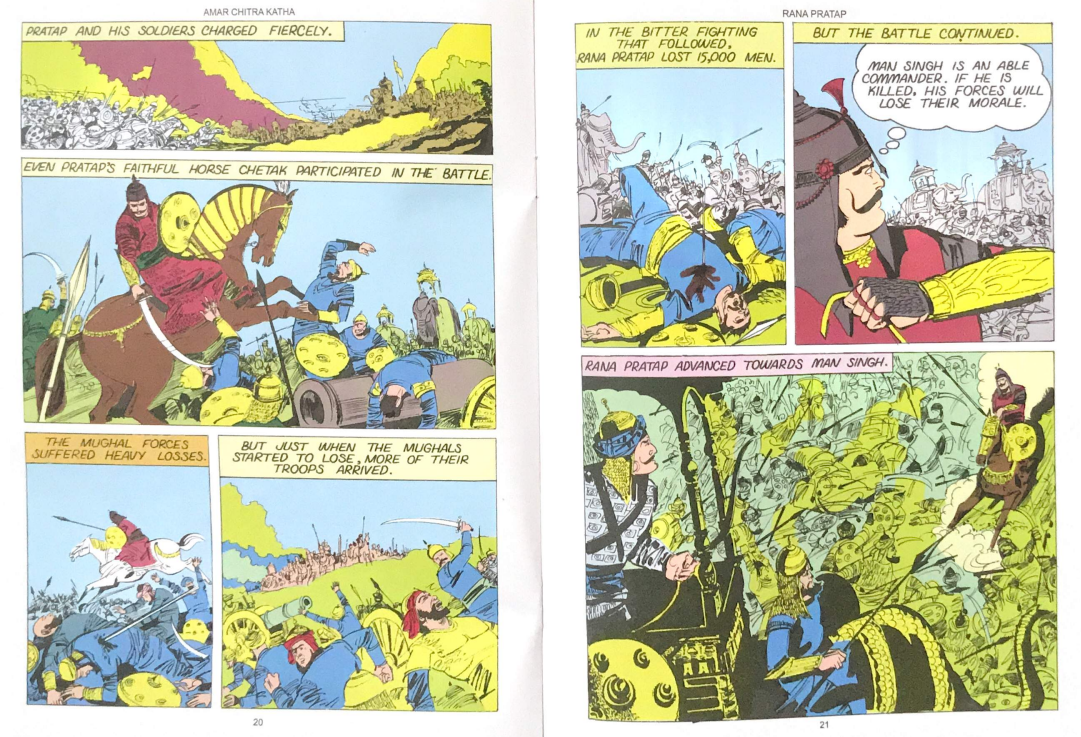 AMAR CHITRA KATHA
PRATAP AND HIS SOLDIERS CHARGED FIERCELY.
EVEN PRATAP'S FAITHFUL HORSE CHETAK PARTICIPATED IN THE BATTLE.
THE MUGHAL FORCES
SUFFERED HEAVY LOSSES.
BUT JUST WHEN THE MUGHALS
STARTED TO LOSE, MORE OF THEIR
TROOPS ARRIVED.
20
RANA PRATAP
IN THE BITTER FIGHTING
THAT FOLLOWED,
RANA PRATAP LOST 15,000 MEN.
BUT THE BATTLE CONTINUED.
MAN SINGH IS AN ABLE
COMMANDER. IF HE IS
KILLED, HIS FORCES WILL
LOSE THEIR MORALE.
RANA PRATAP ADVANCED TOWARDS MAN SINGH.
21